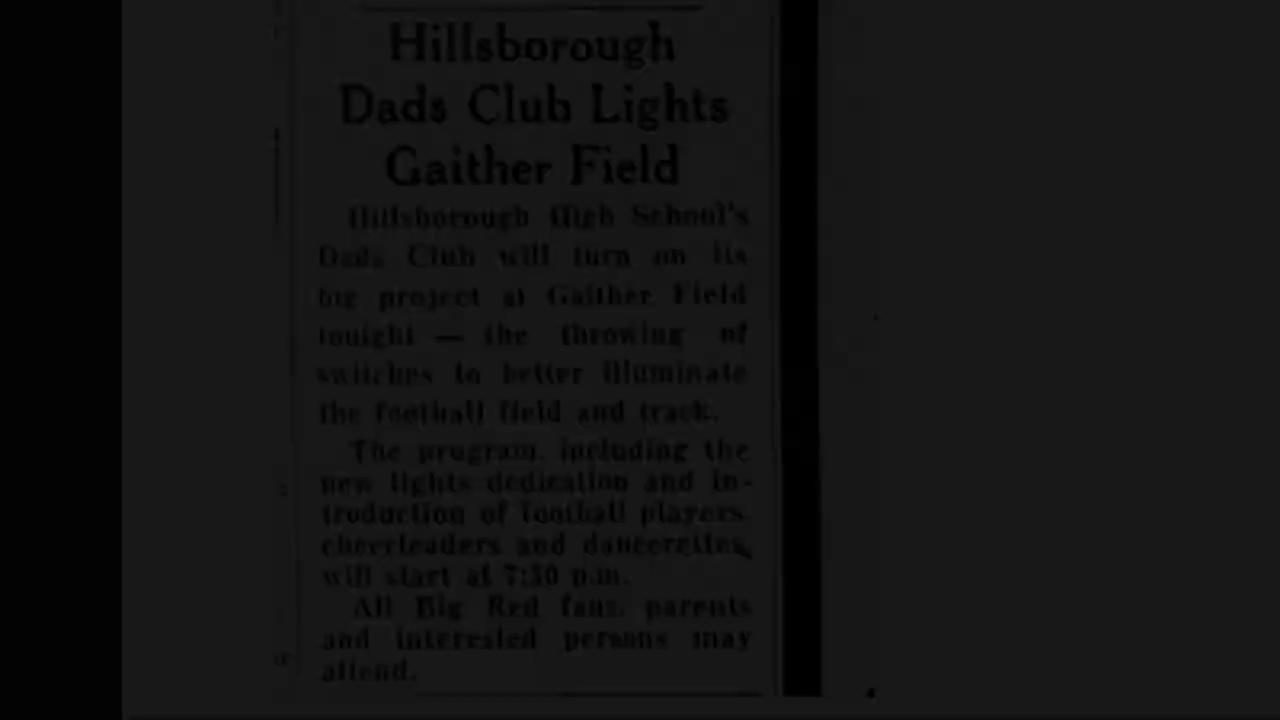 Hillsborough
Dads Club Lights
Gaither Field
Hillsborough High School's
Dads Club will turn on its
big project at Gaither Field
tonight — the throwing of
switches to better illuminate
the football field and track.
The program, including the
new lights dedication and in-
troduction of football players,
cheerleaders and dancerettes,
will start at 7:30 p.m.
All Big Red fans, parents
and interested persons may
attend.